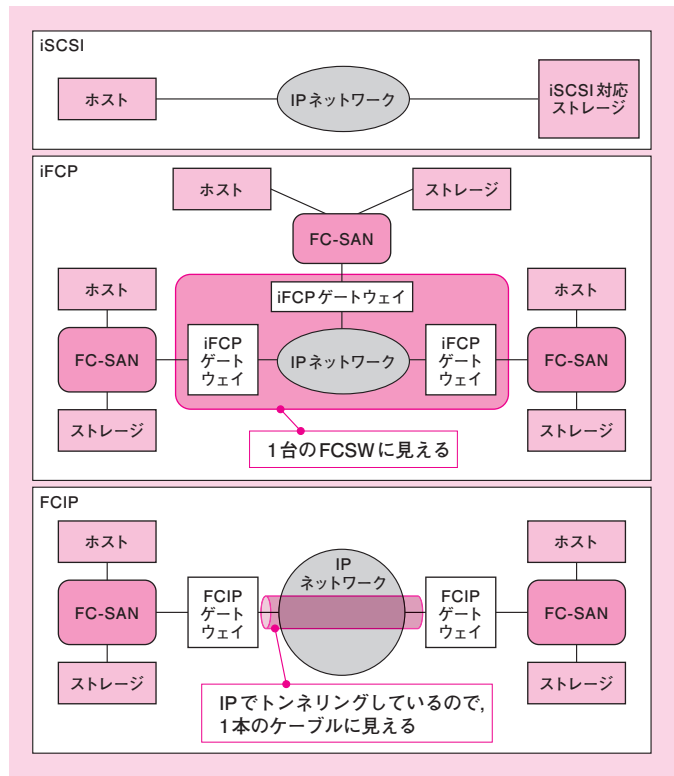 iSCSI
ホスト
IPネットワーク
iSCSI対応
ストレージ
iFCP
ホスト
ストレージ
FC-SAN
iFCPゲートウェイ
ホスト
FC-SAN
ストレージ
iFCP
ゲート
ウェイ
IPネットワーク
iFCP
ゲート
ウェイ
ホスト
FC-SAN
ストレージ
1台のFCSWに見える
FCIP
ホスト
FC-SAN
ストレージ
FCIP
ゲート
ウェイ
IP
ネットワーク
FCIP
ゲート
ウェイ
ホスト
FC-SAN
ストレージ
IPでトンネリングしているので,
1本のケーブルに見える